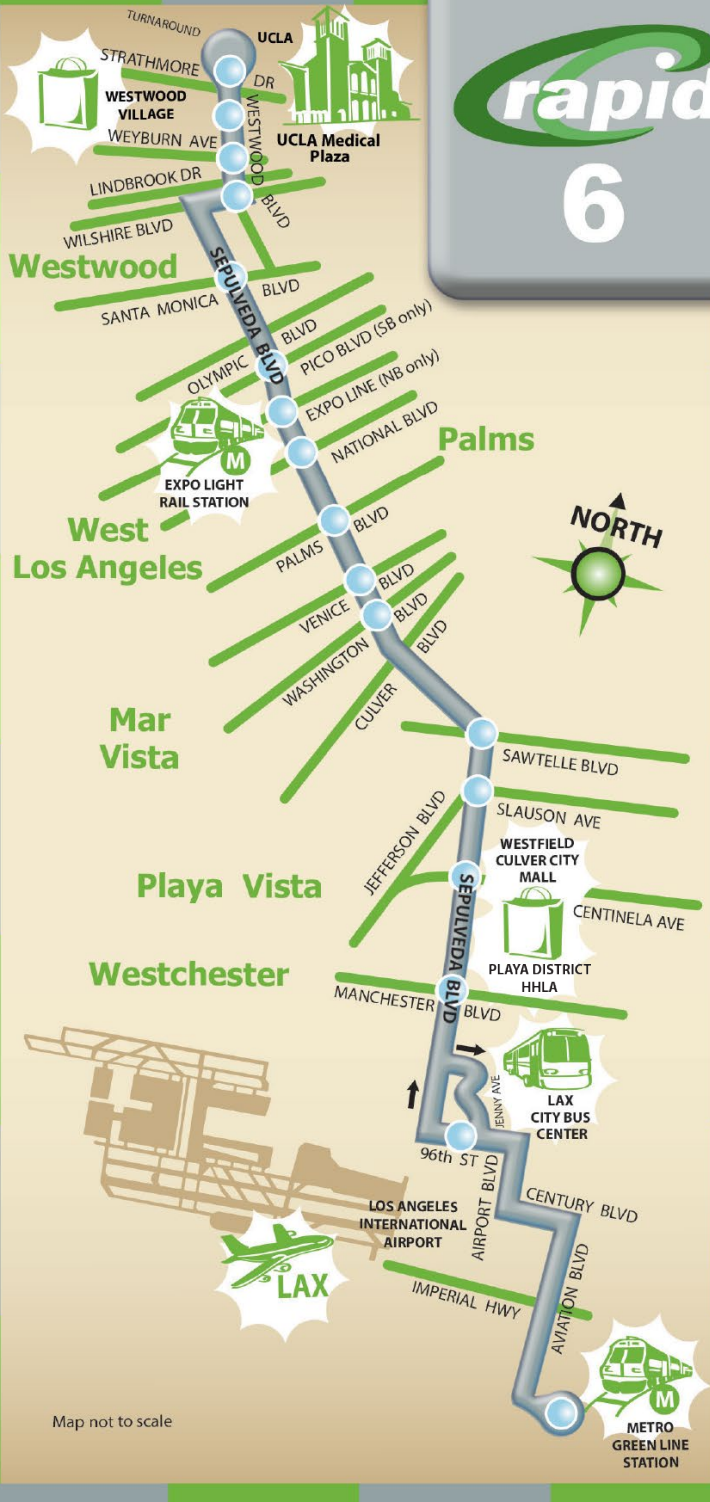 rapid
6
TURNAROUND
UCLA
STRATHMORE DR
WESTWOOD
VILLAGE
WESTWOOD BLVD
UCLA Medical
Plaza
WEYBURN AVE
LINDBROOK DR
WILSHIRE BLVD
Westwood
SEPULVEDA BLVD
SANTA MONICA BLVD
OLYMPIC BLVD
PICO BLVD (SB only)
EXPO LINE (NB only)
NATIONAL BLVD
M
EXPO LIGHT
RAIL STATION
Palms
West
Los Angeles
PALMS BLVD
NORTH
VENICE BLVD
WASHINGTON BLVD
CULVER BLVD
Mar
Vista
SAWTELLE BLVD
JEFFERSON BLVD
SLAUSON AVE
WESTFIELD
CULVER CITY
MALL
Playa Vista
SEPULVEDA BLVD
CENTINELA AVE
PLAYA DISTRICT
HHLA
Westchester
MANCHESTER BLVD
JENNY AVE
LAX
CITY BUS
CENTER
96th ST
AIRPORT BLVD
CENTURY BLVD
LOS ANGELES
INTERNATIONAL
AIRPORT
LAX
AVIATION BLVD
IMPERIAL HWY
M
METRO
GREEN LINE
STATION
Map not to scale